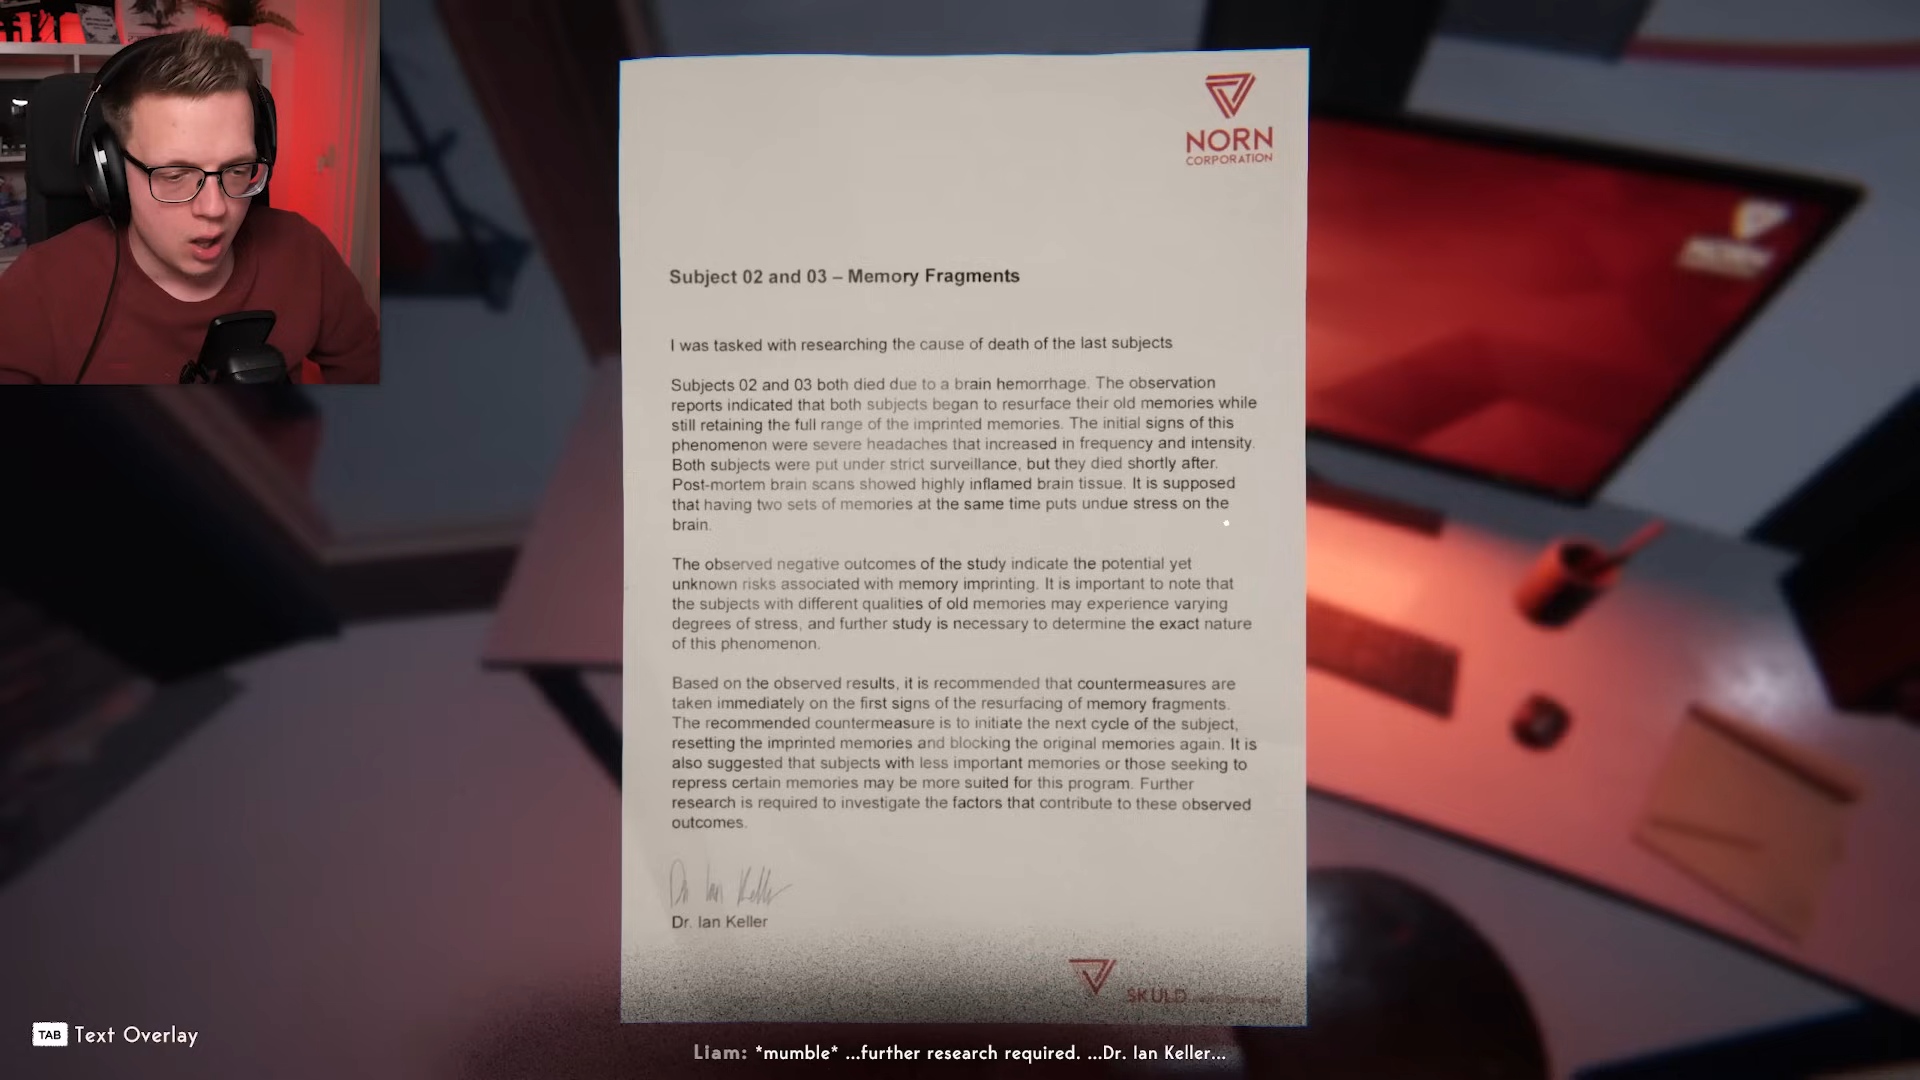 NORN
CORPORATION
NORN
Subject 02 and 03 – Memory Fragments
I was tasked with researching the cause of death of the last subjects
Subjects 02 and 03 both died due to a brain hemorrhage. The observation
reports indicated that both subjects began to resurface their old memories while
still retaining the full range of the imprinted memories. The initial signs of this
phenomenon were severe headaches that increased in frequency and intensity.
Both subjects were put under strict surveillance, but they died shortly after.
Post-mortem brain scans showed highly inflamed brain tissue. It is supposed
that having two sets of memories at the same time puts undue stress on the
brain.
The observed negative outcomes of the study indicate the potential yet
unknown risks associated with memory imprinting. It is important to note that
the subjects with different qualities of old memories may experience varying
degrees of stress, and further study is necessary to determine the exact nature
of this phenomenon.
Based on the observed results, it is recommended that countermeasures are
taken immediately on the first signs of the resurfacing of memory fragments.
The recommended countermeasure is to initiate the next cycle of the subject,
resetting the imprinted memories and blocking the original memories again. It is
also suggested that subjects with less important memories or those seeking to
repress certain memories may be more suited for this program. Further
research is required to investigate the factors that contribute to these observed
outcomes.
Dr Ian Keller
Dr. Ian Keller
SKULD
TAB Text Overlay
Liam: *mumble* ...further research required. ...Dr. Ian Keller...